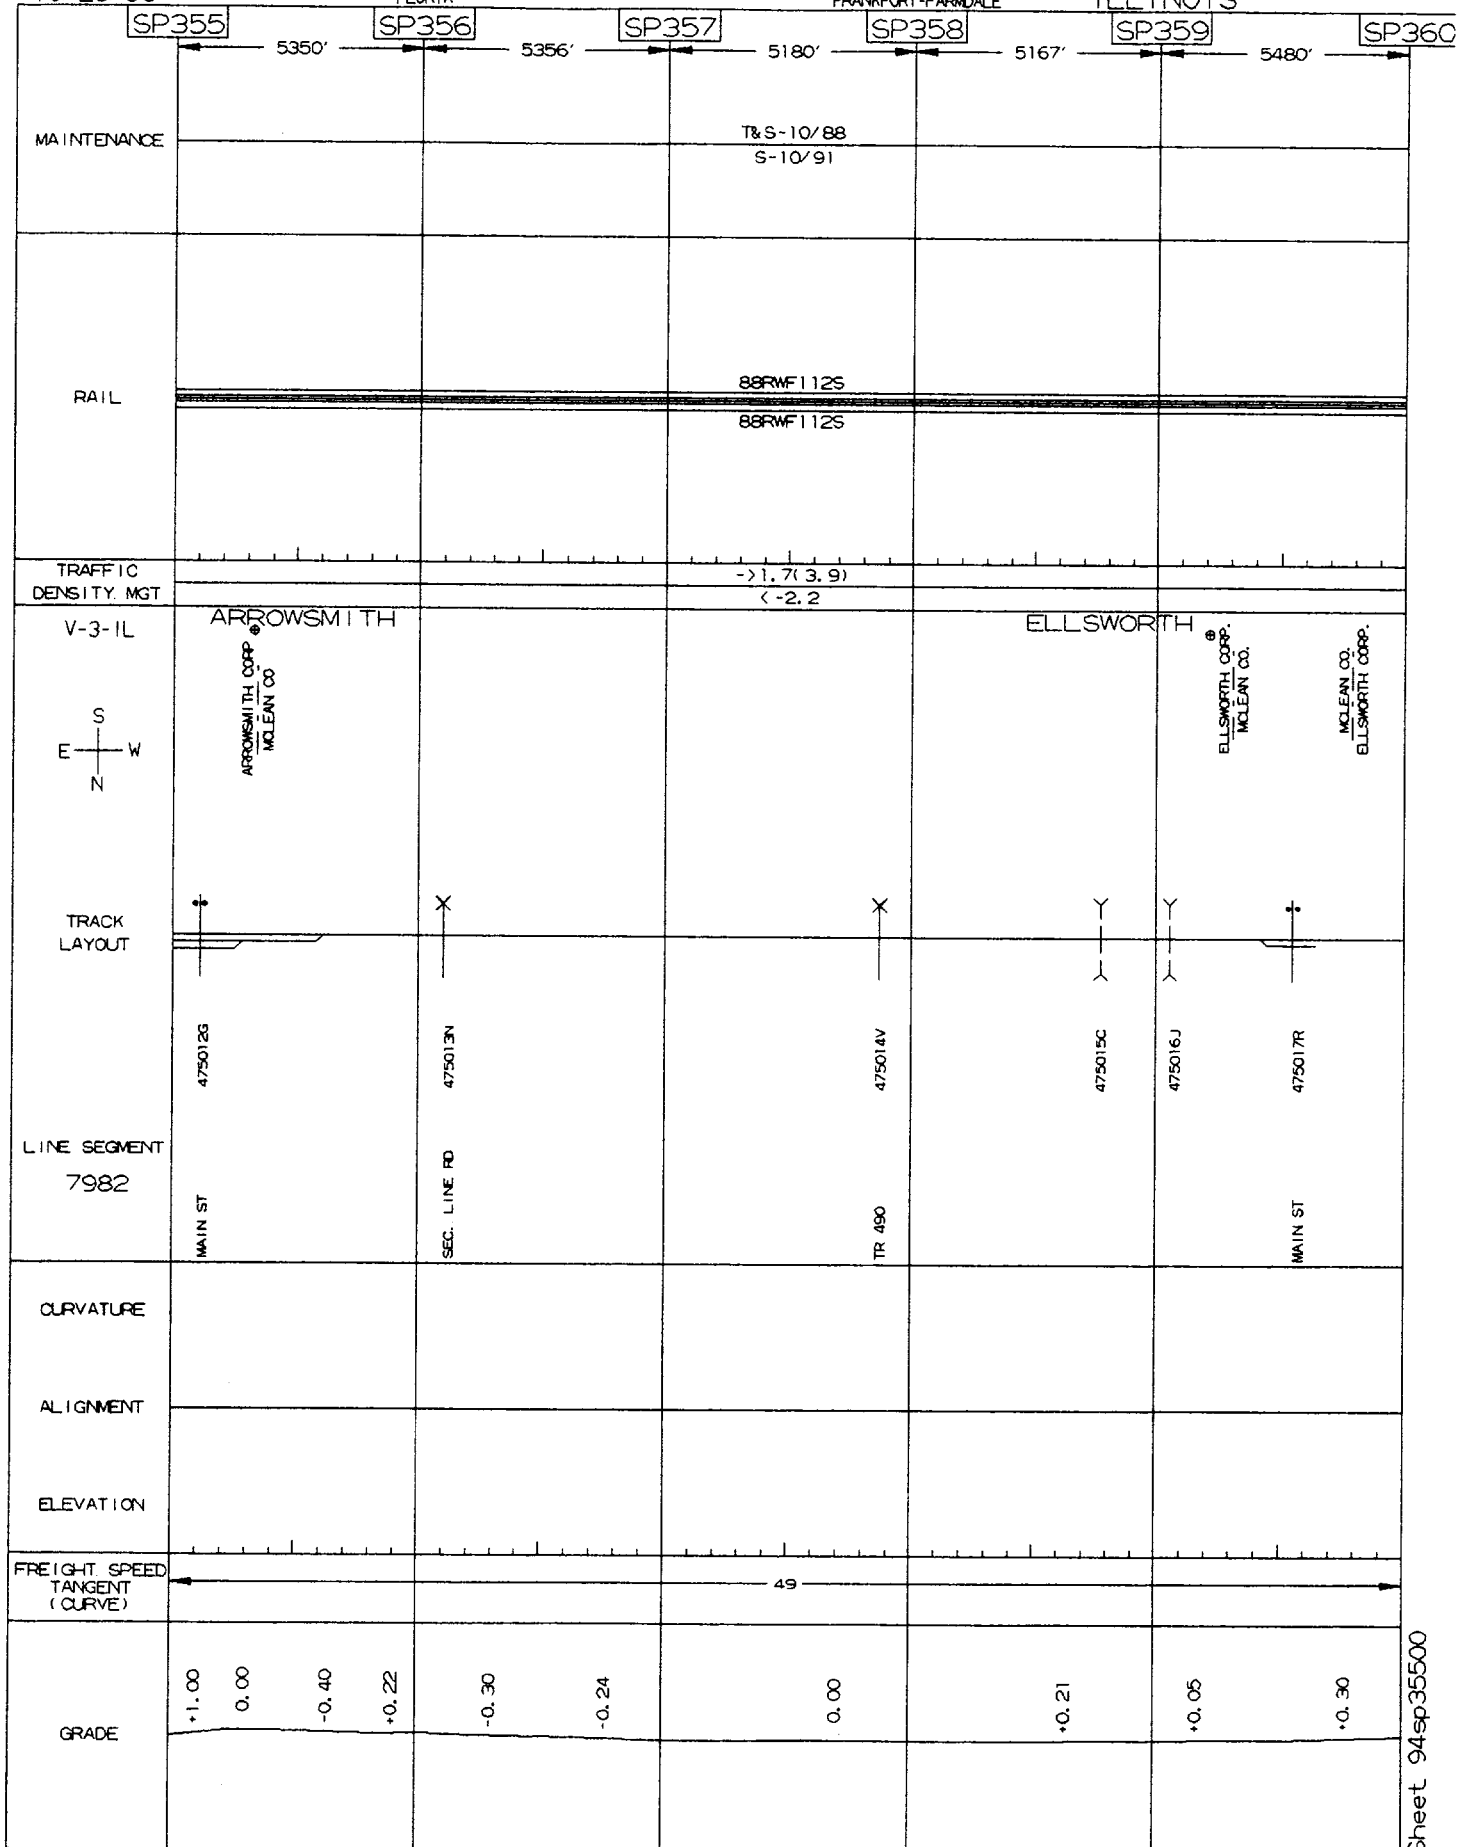 FRANKFORT-FARMDALE
ILLINOIS
SP355 SP356 SP357 SP358 SP359 SP360
5350' 5356' 5180' 5167' 5480'
MAINTENANCE
T&S-10/88
S-10/91
RAIL
88RWF112S
88RWF112S
TRAFFIC
DENSITY. MGT
->1.7(3.9)
<-2.2
V-3-IL
ARROWSMITH
ELLSWORTH
ARROWSMITH CORP
MCLEAN CO
ELLSWORTH CORP.
MCLEAN CO.
MCLEAN CO.
ELLSWORTH CORP.
S
E W
N
TRACK
LAYOUT
475012G
475013N
475014V
475015C
475016J
475017R
LINE SEGMENT
7982
MAIN ST
SEC. LINE RD
TR 490
MAIN ST
CURVATURE
ALIGNMENT
ELEVATION
FREIGHT. SPEED
TANGENT
(CURVE)
49
GRADE
+1.00
0.00
-0.40
+0.22
-0.30
-0.24
0.00
+0.21
+0.05
+0.30
Sheet 94sp35500